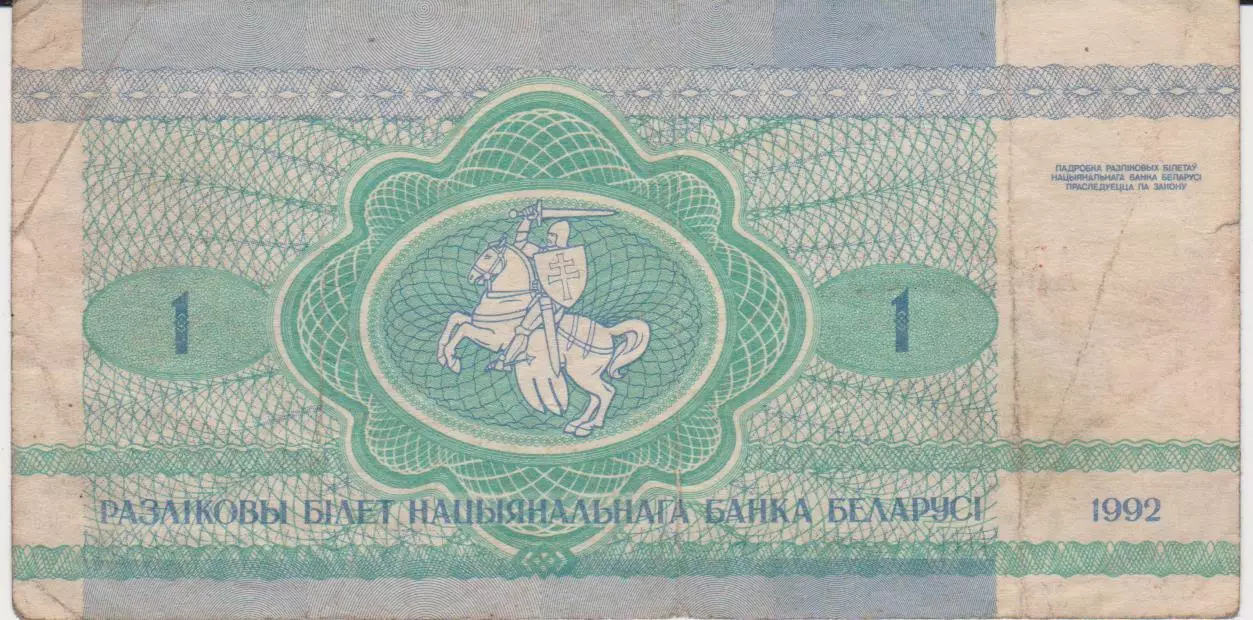 ПАДРОБКА РАЗЛІКОВЫХ БІЛЕТАЎ
НАЦЫЯНАЛЬНАГА БАНКА БЕЛАРУСІ
ПРАСЛЕДУЕЦЦА ПА ЗАКОНУ
1
1
РАЗЛІКОВЫ БІЛЕТ НАЦЫЯНАЛЬНАГА БАНКА БЕЛАРУСІ
1992